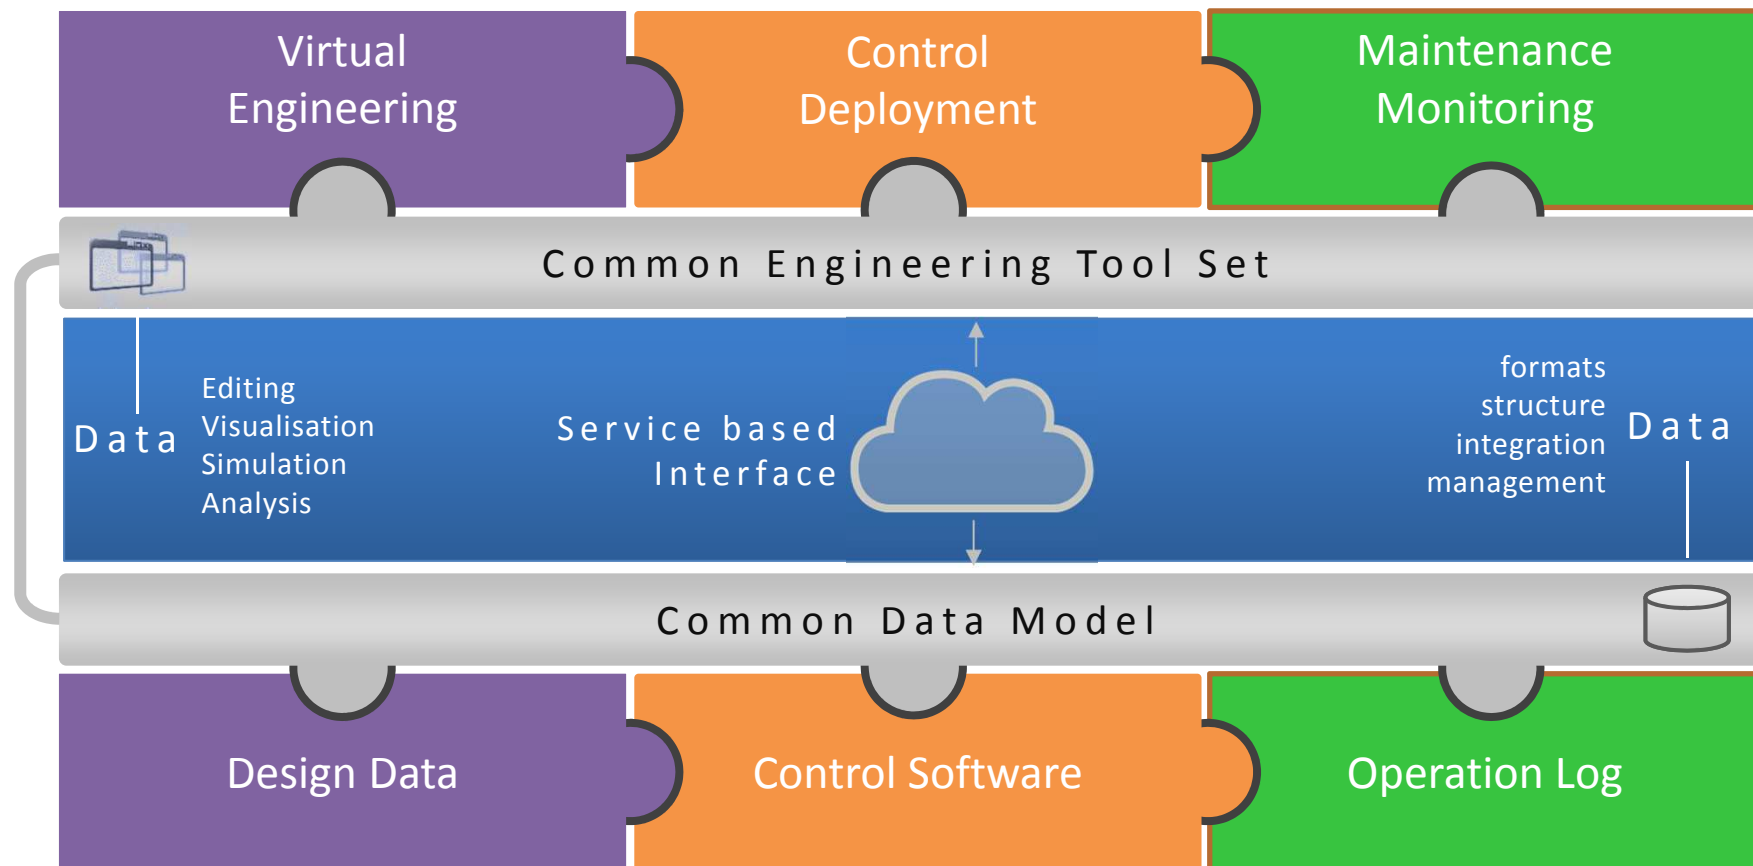 Virtual
Engineering
Control
Deployment
Maintenance
Monitoring
Common Engineering Tool Set
Data
Editing
Visualisation
Simulation
Analysis
Service based
Interface
formats
structure
integration
management
Data
Common Data Model
Design Data
Control Software
Operation Log